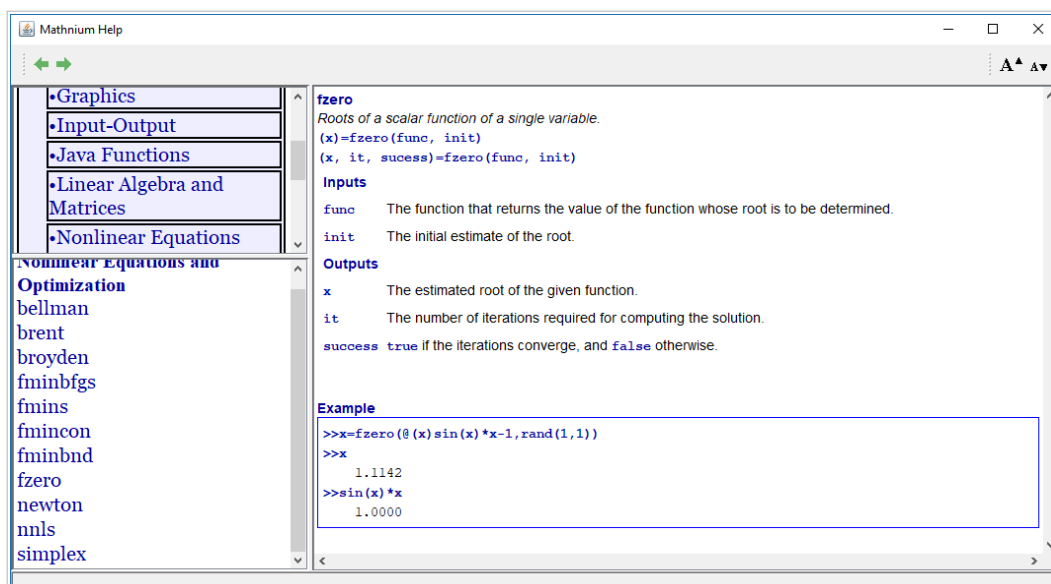 Mathnium Help
A A
•Graphics
•Input-Output
•Java Functions
•Linear Algebra and
Matrices
•Nonlinear Equations
Nonlinear Equations and
Optimization
bellman
brent
broyden
fminbfgs
fmins
fmincon
fminbnd
fzero
newton
nnls
simplex
fzero
Roots of a scalar function of a single variable.
(x)=fzero(func, init)
(x, it, sucess)=fzero(func, init)
Inputs
func The function that returns the value of the function whose root is to be determined.
init The initial estimate of the root.
Outputs
x The estimated root of the given function.
it The number of iterations required for computing the solution.
success true if the iterations converge, and false otherwise.
Example
>>x=fzero(@(x)sin(x)*x-1,rand(1,1))
>>x
1.1142
>>sin(x)*x
1.0000